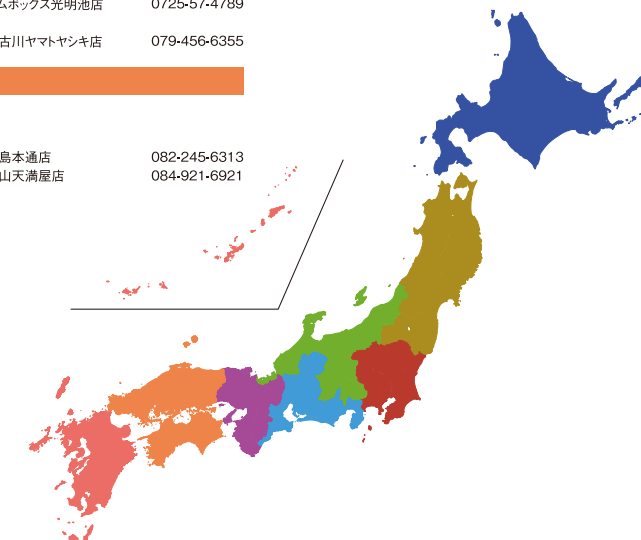 ムボックス光明池店 0725-57-4789
古川ヤマトヤシキ店 079-456-6355
島本通店 082-245-6313
山天満屋店 084-921-6921